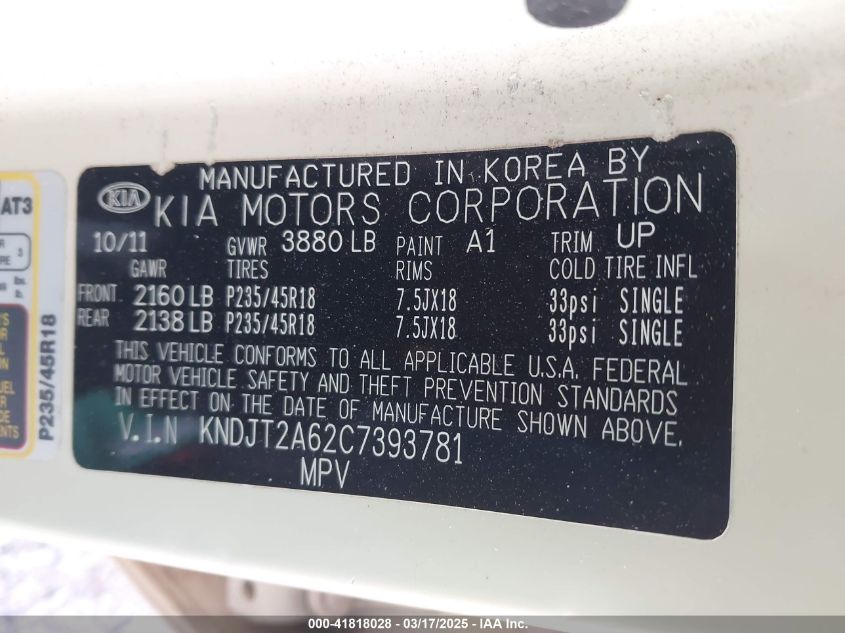 MANUFACTURED IN KOREA BY
KIA KIA MOTORS CORPORATION
10/11 GVWR 3880 LB PAINT A1 TRIM UP
GAWR TIRES RIMS COLD TIRE INFL
FRONT 2160 LB P235/45R18 7.5JX18 33psi SINGLE
REAR 2138 LB P235/45R18 7.5JX18 33psi SINGLE
THIS VEHICLE CONFORMS TO ALL APPLICABLE U.S.A. FEDERAL
MOTOR VEHICLE SAFETY AND THEFT PREVENTION STANDARDS
IN EFFECT ON THE DATE OF MANUFACTURE SHOWN ABOVE.
V.I.N KNDJT2A62C7393781
MPV
AT3
P235/45R18
000-41818028 - 03/17/2025 - IAA Inc.